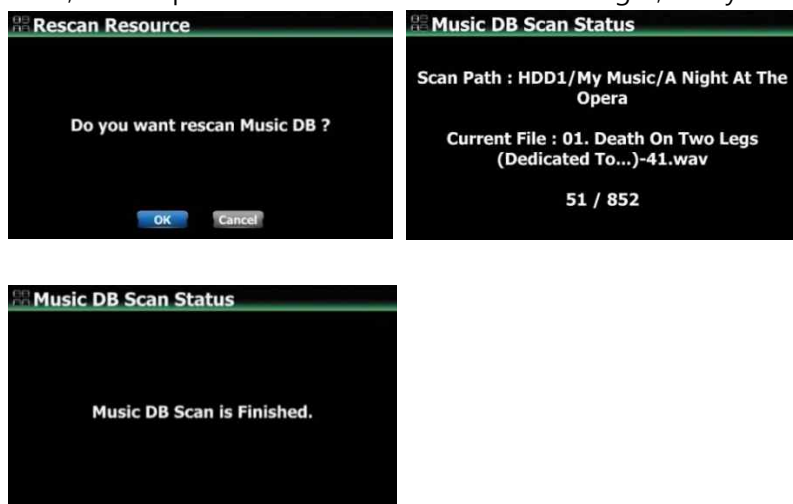 Rescan Resource
Do you want rescan Music DB ?
OK
Cancel
Music DB Scan Status
Scan Path : HDD1/My Music/A Night At The
Opera
Current File : 01. Death On Two Legs
(Dedicated To...)-41.wav
51 / 852
Music DB Scan Status
Music DB Scan is Finished.